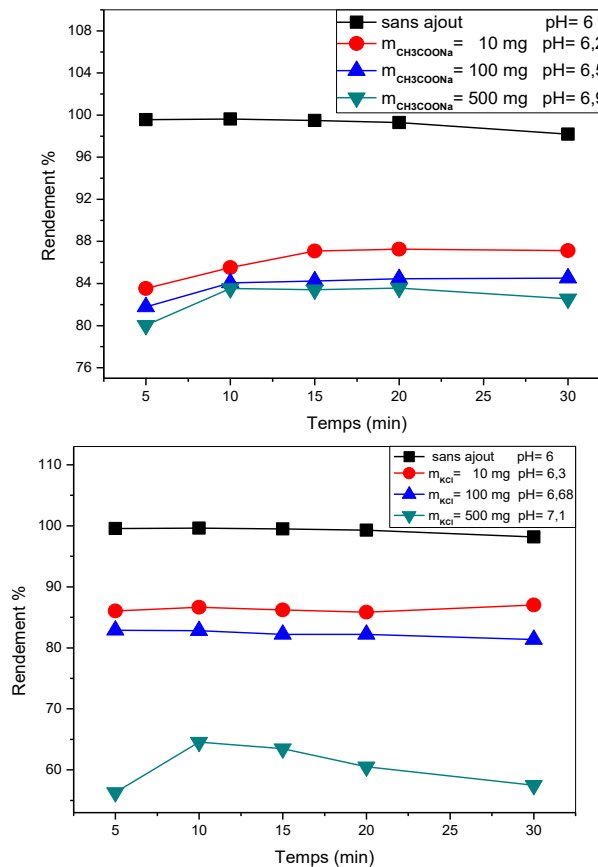 sans ajout pH= 6
mCH3COONa= 10 mg pH= 6,2
mCH3COONa= 100 mg pH= 6,5
mCH3COONa= 500 mg pH= 6,9
108
104
100
96
92
88
84
80
76
Rendement %
5 10 15 20 25 30
Temps (min)
sans ajout pH= 6
mKCl= 10 mg pH= 6,3
mKCl= 100 mg pH= 6,68
mKCl= 500 mg pH= 7,1
110
100
90
80
70
60
Rendement %
5 10 15 20 25 30
Temps (min)